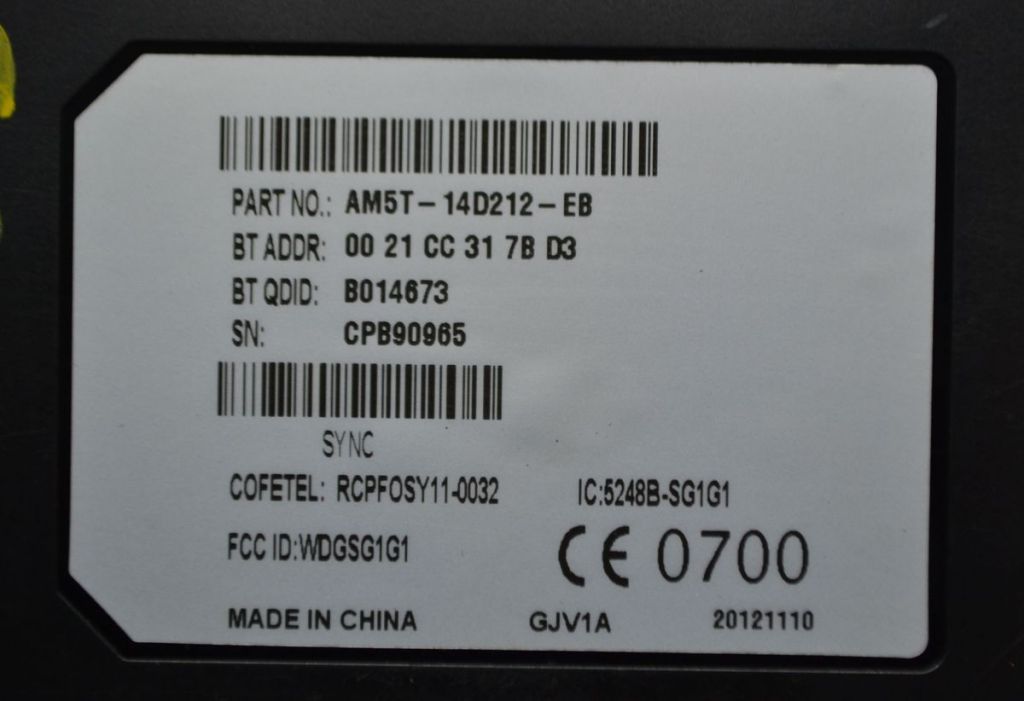 PART NO.: AM5T-14D212-EB
BT ADDR: 00 21 CC 31 7B D3
BT QDID: B014673
SN: CPB90965
SYNC
COFETEL: RCPFOSY11-0032 IC:5248B-SG1G1
FCC ID:WDGSG1G1 CE 0700
MADE IN CHINA GJV1A 20121110